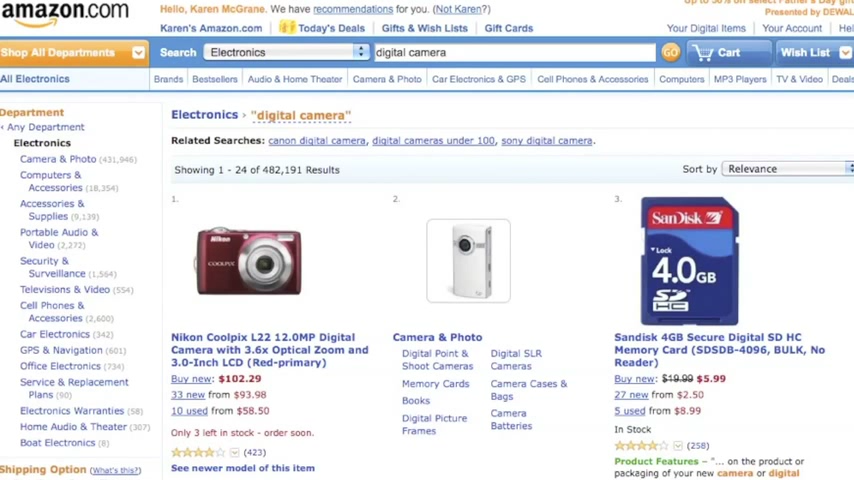 amazon.com
Hello, Karen McGrane. We have recommendations for you. (Not Karen?)
Presented by DEWAL
Karen's Amazon.com Today's Deals Gifts & Wish Lists Gift Cards Your Digital Items Your Account Hel
Shop All Departments Search Electronics digital camera GO Cart Wish List
All Electronics Brands Bestsellers Audio & Home Theater Camera & Photo Car Electronics & GPS Cell Phones & Accessories Computers MP3 Players TV & Video Deals
Department
‹ Any Department
Electronics
Camera & Photo (431,946)
Computers &
Accessories (18,354)
Accessories &
Supplies (9,139)
Portable Audio &
Video (2,272)
Security &
Surveillance (1,564)
Televisions & Video (554)
Cell Phones &
Accessories (2,600)
Car Electronics (342)
GPS & Navigation (601)
Office Electronics (734)
Service & Replacement
Plans (90)
Electronics Warranties (58)
Home Audio & Theater (307)
Boat Electronics (8)
Shipping Option (What's this?)
Electronics › "digital camera"
Related Searches: canon digital camera, digital cameras under 100, sony digital camera.
Showing 1 - 24 of 482,191 Results Sort by Relevance
1.
Nikon
COOLPIX
Nikon Coolpix L22 12.0MP Digital
Camera with 3.6x Optical Zoom and
3.0-Inch LCD (Red-primary)
Buy new: $102.29
33 new from $93.98
10 used from $58.50
Only 3 left in stock - order soon.
(423)
See newer model of this item
2.
Camera & Photo
Digital Point &
Shoot Cameras
Memory Cards
Books
Digital Picture
Frames
Digital SLR
Cameras
Camera Cases &
Bags
Camera
Batteries
3.
SanDisk
Lock
4.0GB
SDHC
Sandisk 4GB Secure Digital SD HC
Memory Card (SDSDB-4096, BULK, No
Reader)
Buy new: $19.99 $5.99
27 new from $2.50
5 used from $8.99
In Stock
(258)
Product Features – "... on the product or
packaging of your new camera or digital